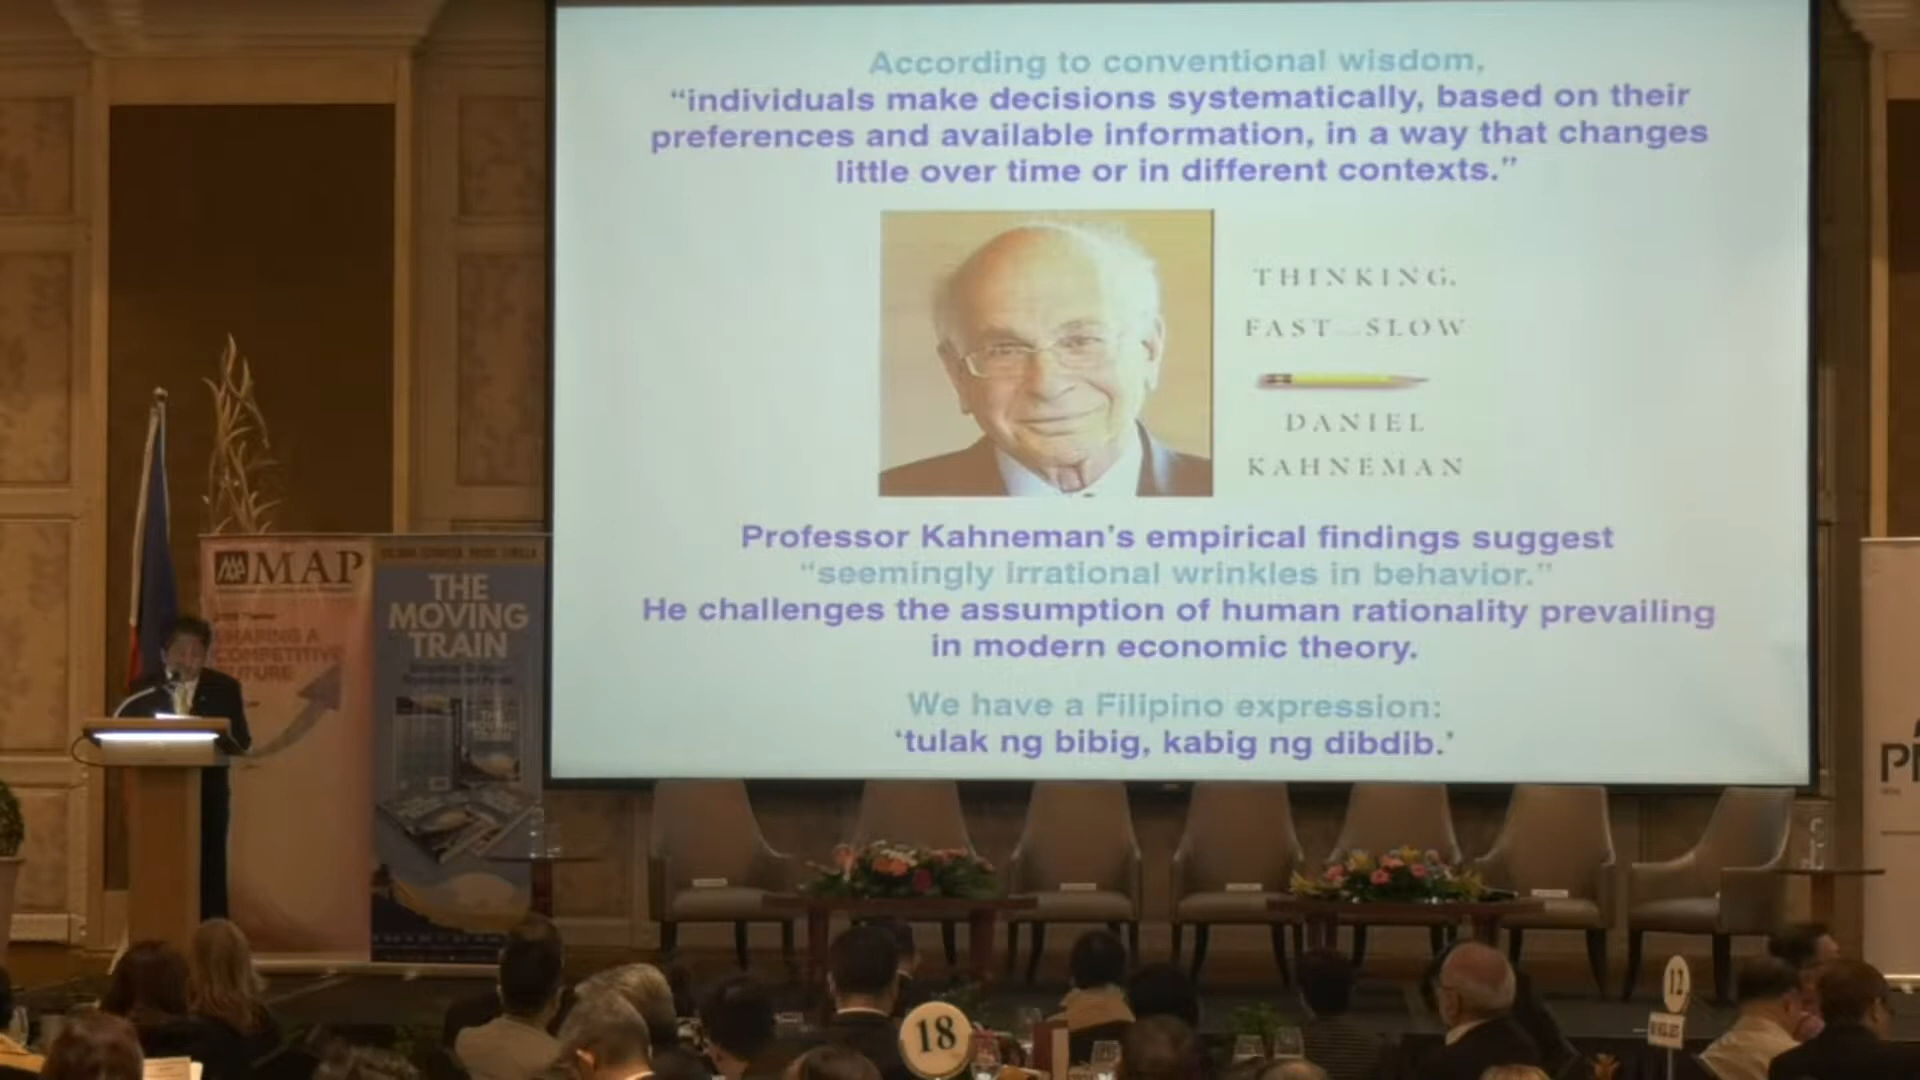 According to conventional wisdom,
“individuals make decisions systematically, based on their
preferences and available information, in a way that changes
little over time or in different contexts.”
THINKING,
FAST SLOW
DANIEL
KAHNEMAN
Professor Kahneman’s empirical findings suggest
“seemingly irrational wrinkles in behavior.”
He challenges the assumption of human rationality prevailing
in modern economic theory.
We have a Filipino expression:
‘tulak ng bibig, kabig ng dibdib.’
MAP
SHAPING A
COMPETITIVE
FUTURE
THE
MOVING
TRAIN
18
12